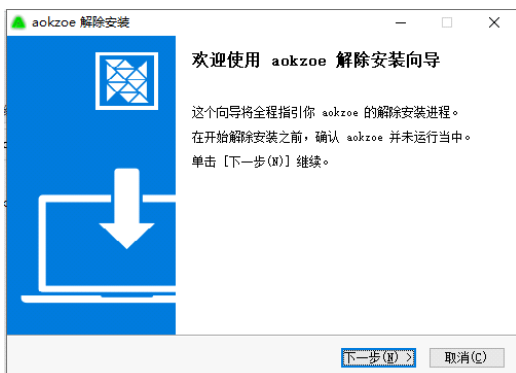 aokzoe 解除安装
欢迎使用 aokzoe 解除安装向导
这个向导将全程指引你 aokzoe 的解除安装进程。
在开始解除安装之前，确认 aokzoe 并未运行当中。
单击 [下一步(N)] 继续。
下一步(N) >
取消(C)